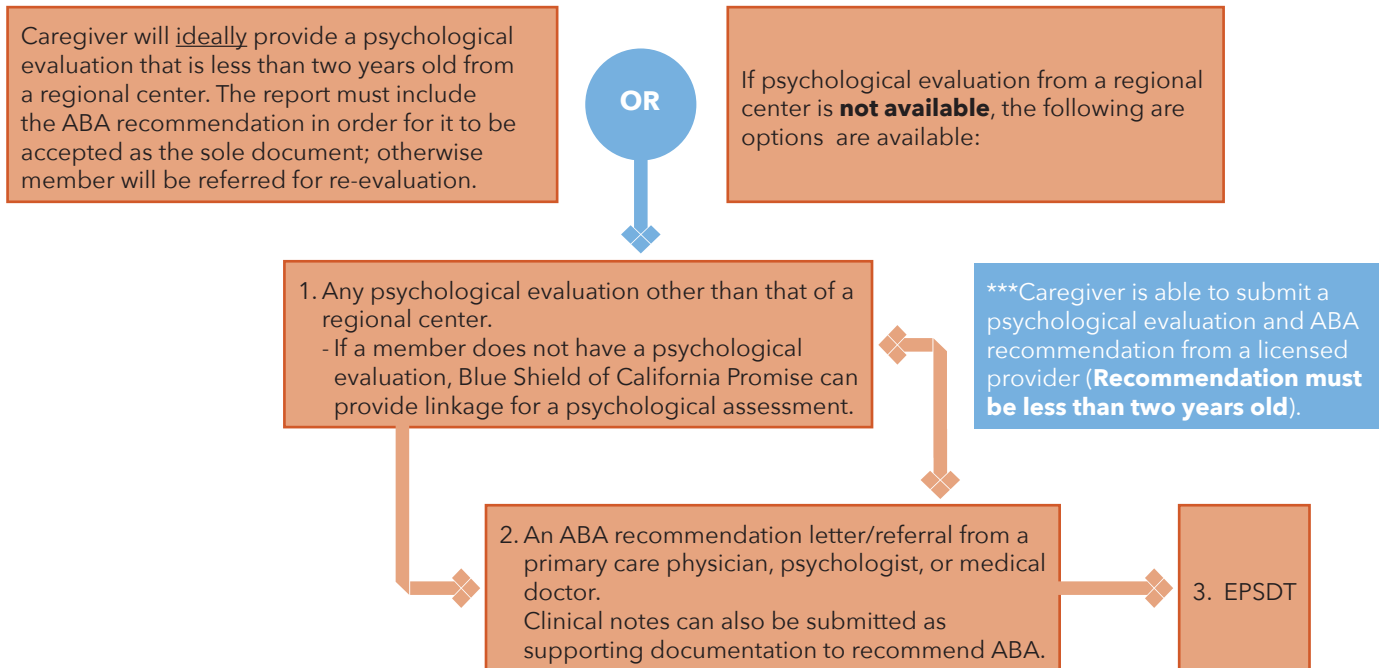 Caregiver will ideally provide a psychological
evaluation that is less than two years old from
a regional center. The report must include
the ABA recommendation in order for it to be
accepted as the sole document; otherwise
member will be referred for re-evaluation.
OR
If psychological evaluation from a regional
center is not available, the following are
options are available:
1. Any psychological evaluation other than that of a
regional center.
- If a member does not have a psychological
evaluation, Blue Shield of California Promise can
provide linkage for a psychological assessment.
***Caregiver is able to submit a
psychological evaluation and ABA
recommendation from a licensed
provider (Recommendation must
be less than two years old).
2. An ABA recommendation letter/referral from a
primary care physician, psychologist, or medical
doctor.
Clinical notes can also be submitted as
supporting documentation to recommend ABA.
3. EPSDT